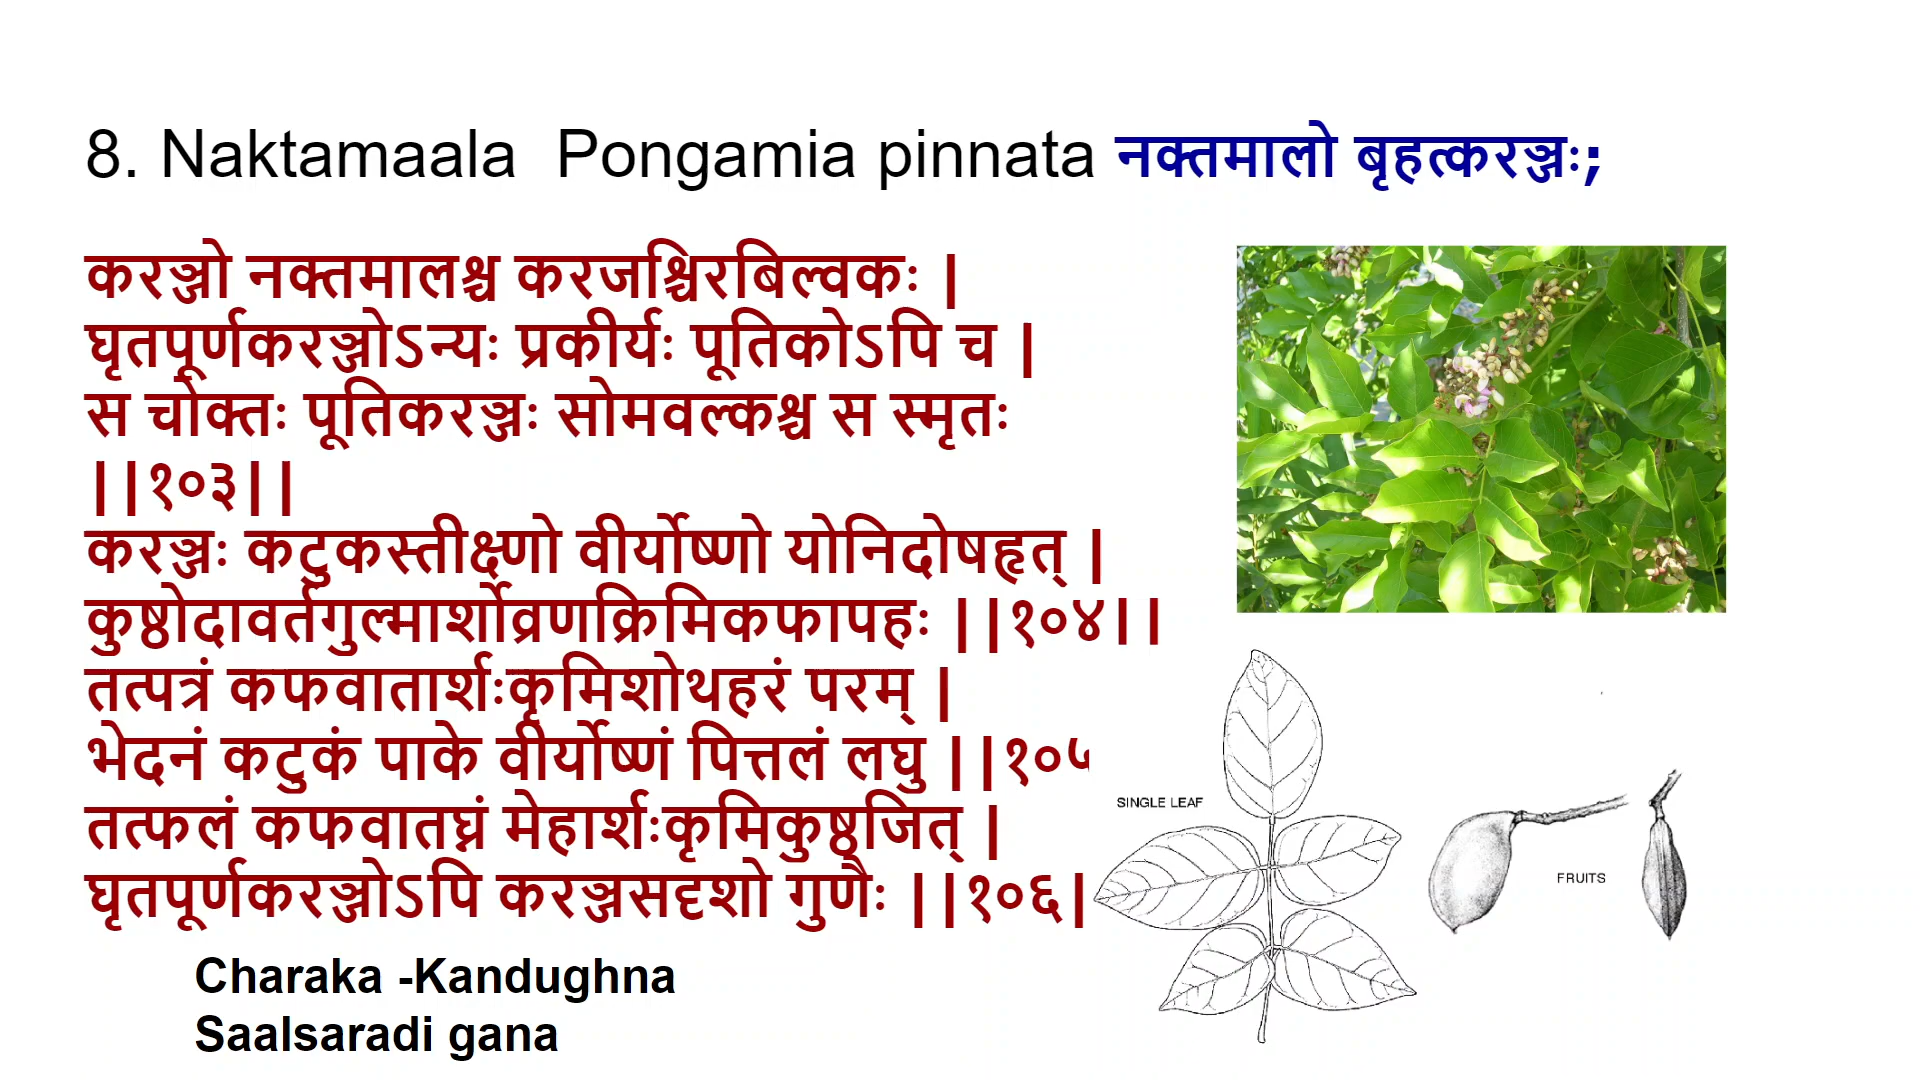 8. Naktamaala Pongamia pinnata नक्तमालो बृहत्करञ्जः;
करञ्जो नक्तमालश्च करजश्चिरबिल्वकः |
घृतपूर्णकरञ्जोऽन्यः प्रकीर्यः पूतिकोऽपि च |
स चोक्तः पूतिकरञ्जः सोमवल्कश्च स स्मृतः
||१०३||
करञ्जः कटुकस्तीक्ष्णो वीर्योष्णो योनिदोषहृत् |
कुष्ठोदावर्तगुल्मार्शोव्रणक्रिमिकफापहः ||१०४||
तत्पत्रं कफवातार्शःकृमिशोथहरं परम् |
भेदनं कटुकं पाके वीर्योष्णं पित्तलं लघु ||१०५
तत्फलं कफवातघ्नं मेहार्शःकृमिकुष्ठजित् |
घृतपूर्णकरञ्जोऽपि करञ्जसदृशो गुणैः ||१०६|
SINGLE LEAF
FRUITS
Charaka -Kandughna
Saalsaradi gana